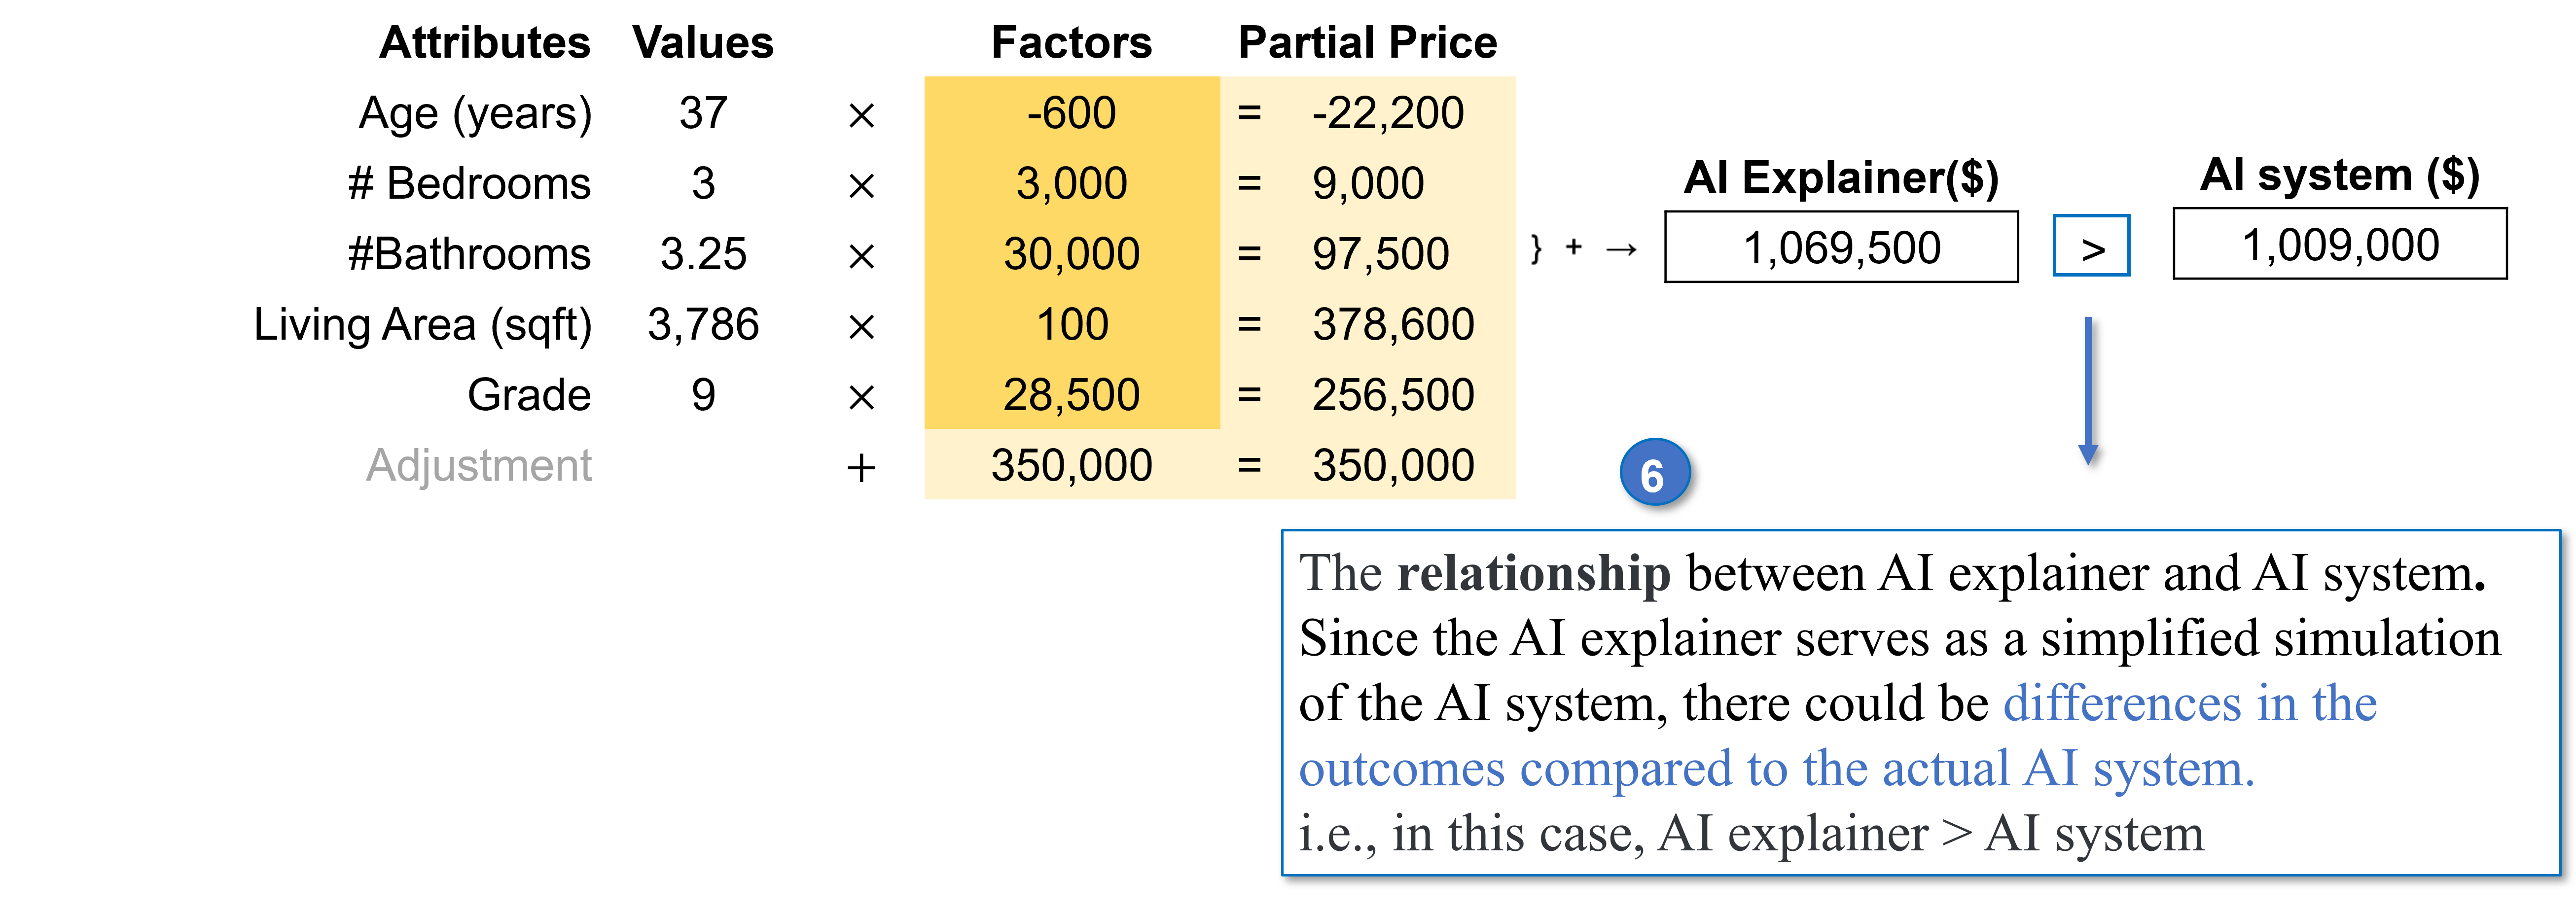 Attributes Values Factors Partial Price
Age (years) 37 × -600 = -22,200
# Bedrooms 3 × 3,000 = 9,000
#Bathrooms 3.25 × 30,000 = 97,500
Living Area (sqft) 3,786 × 100 = 378,600
Grade 9 × 28,500 = 256,500
Adjustment + 350,000 = 350,000
} + →
AI Explainer($)
1,069,500
>
AI system ($)
1,009,000
6
The relationship between AI explainer and AI system.
Since the AI explainer serves as a simplified simulation
of the AI system, there could be differences in the
outcomes compared to the actual AI system.
i.e., in this case, AI explainer > AI system